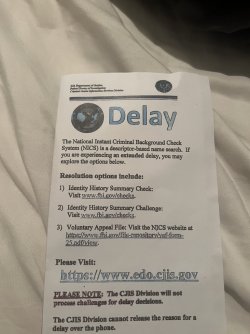 U.S. Department of Justice
Federal Bureau of Investigation
Criminal Justice Information Services Division
Delay
The National Instant Criminal Background Check
System (NICS) is a descriptor-based name search. If
you are experiencing an extended delay, you may
explore the options below.
Resolution options include:
1) Identity History Summary Check:
Visit www.fbi.gov/checks.
2) Identity History Summary Challenge:
Visit www.fbi.gov/checks.
3) Voluntary Appeal File: Visit the NICS website at
https://www.fbi.gov/file-repository/vaf-form-
25.pdf/view.
Please Visit:
https://www.edo.cjis.gov
PLEASE NOTE: The CJIS Division will not
process challenges for delay decisions.
The CJIS Division cannot release the reason for a
delay over the phone.